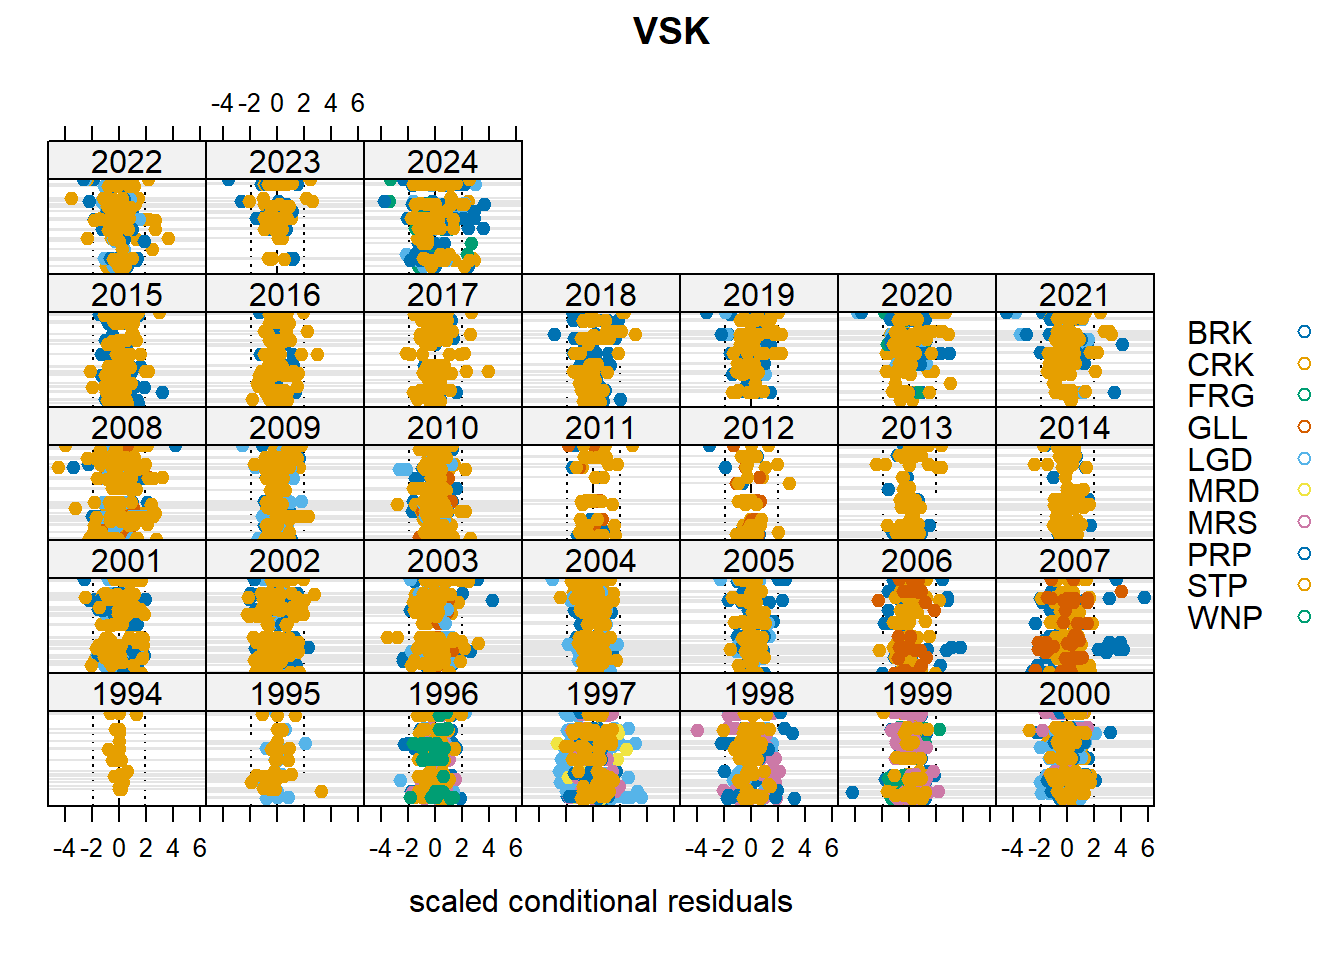 VSK
-4 -2 0 2 4 6
2022 2023 2024
2015 2016 2017 2018 2019 2020 2021
2008 2009 2010 2011 2012 2013 2014
2001 2002 2003 2004 2005 2006 2007
1994 1995 1996 1997 1998 1999 2000
-4 -2 0 2 4 6 -4 -2 0 2 4 6 -4 -2 0 2 4 6 -4 -2 0 2 4 6
scaled conditional residuals
BRK
CRK
FRG
GLL
LGD
MRD
MRS
PRP
STP
WNP